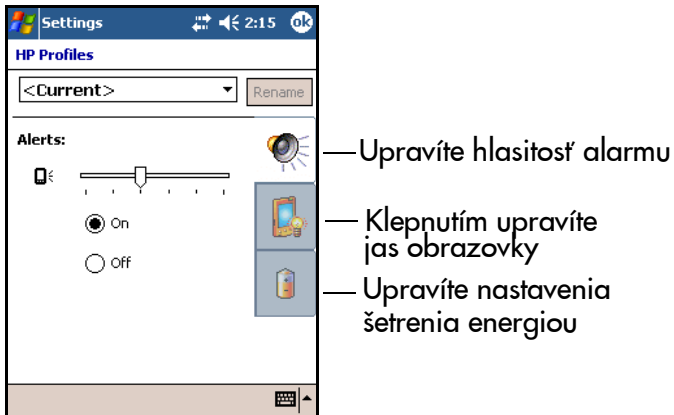 Settings 2:15 ok
HP Profiles
<Current> Rename
Alerts:
On
Off
Upravíte hlasitosť alarmu
Klepnutím upravíte
jas obrazovky
Upravíte nastavenia
šetrenia energiou